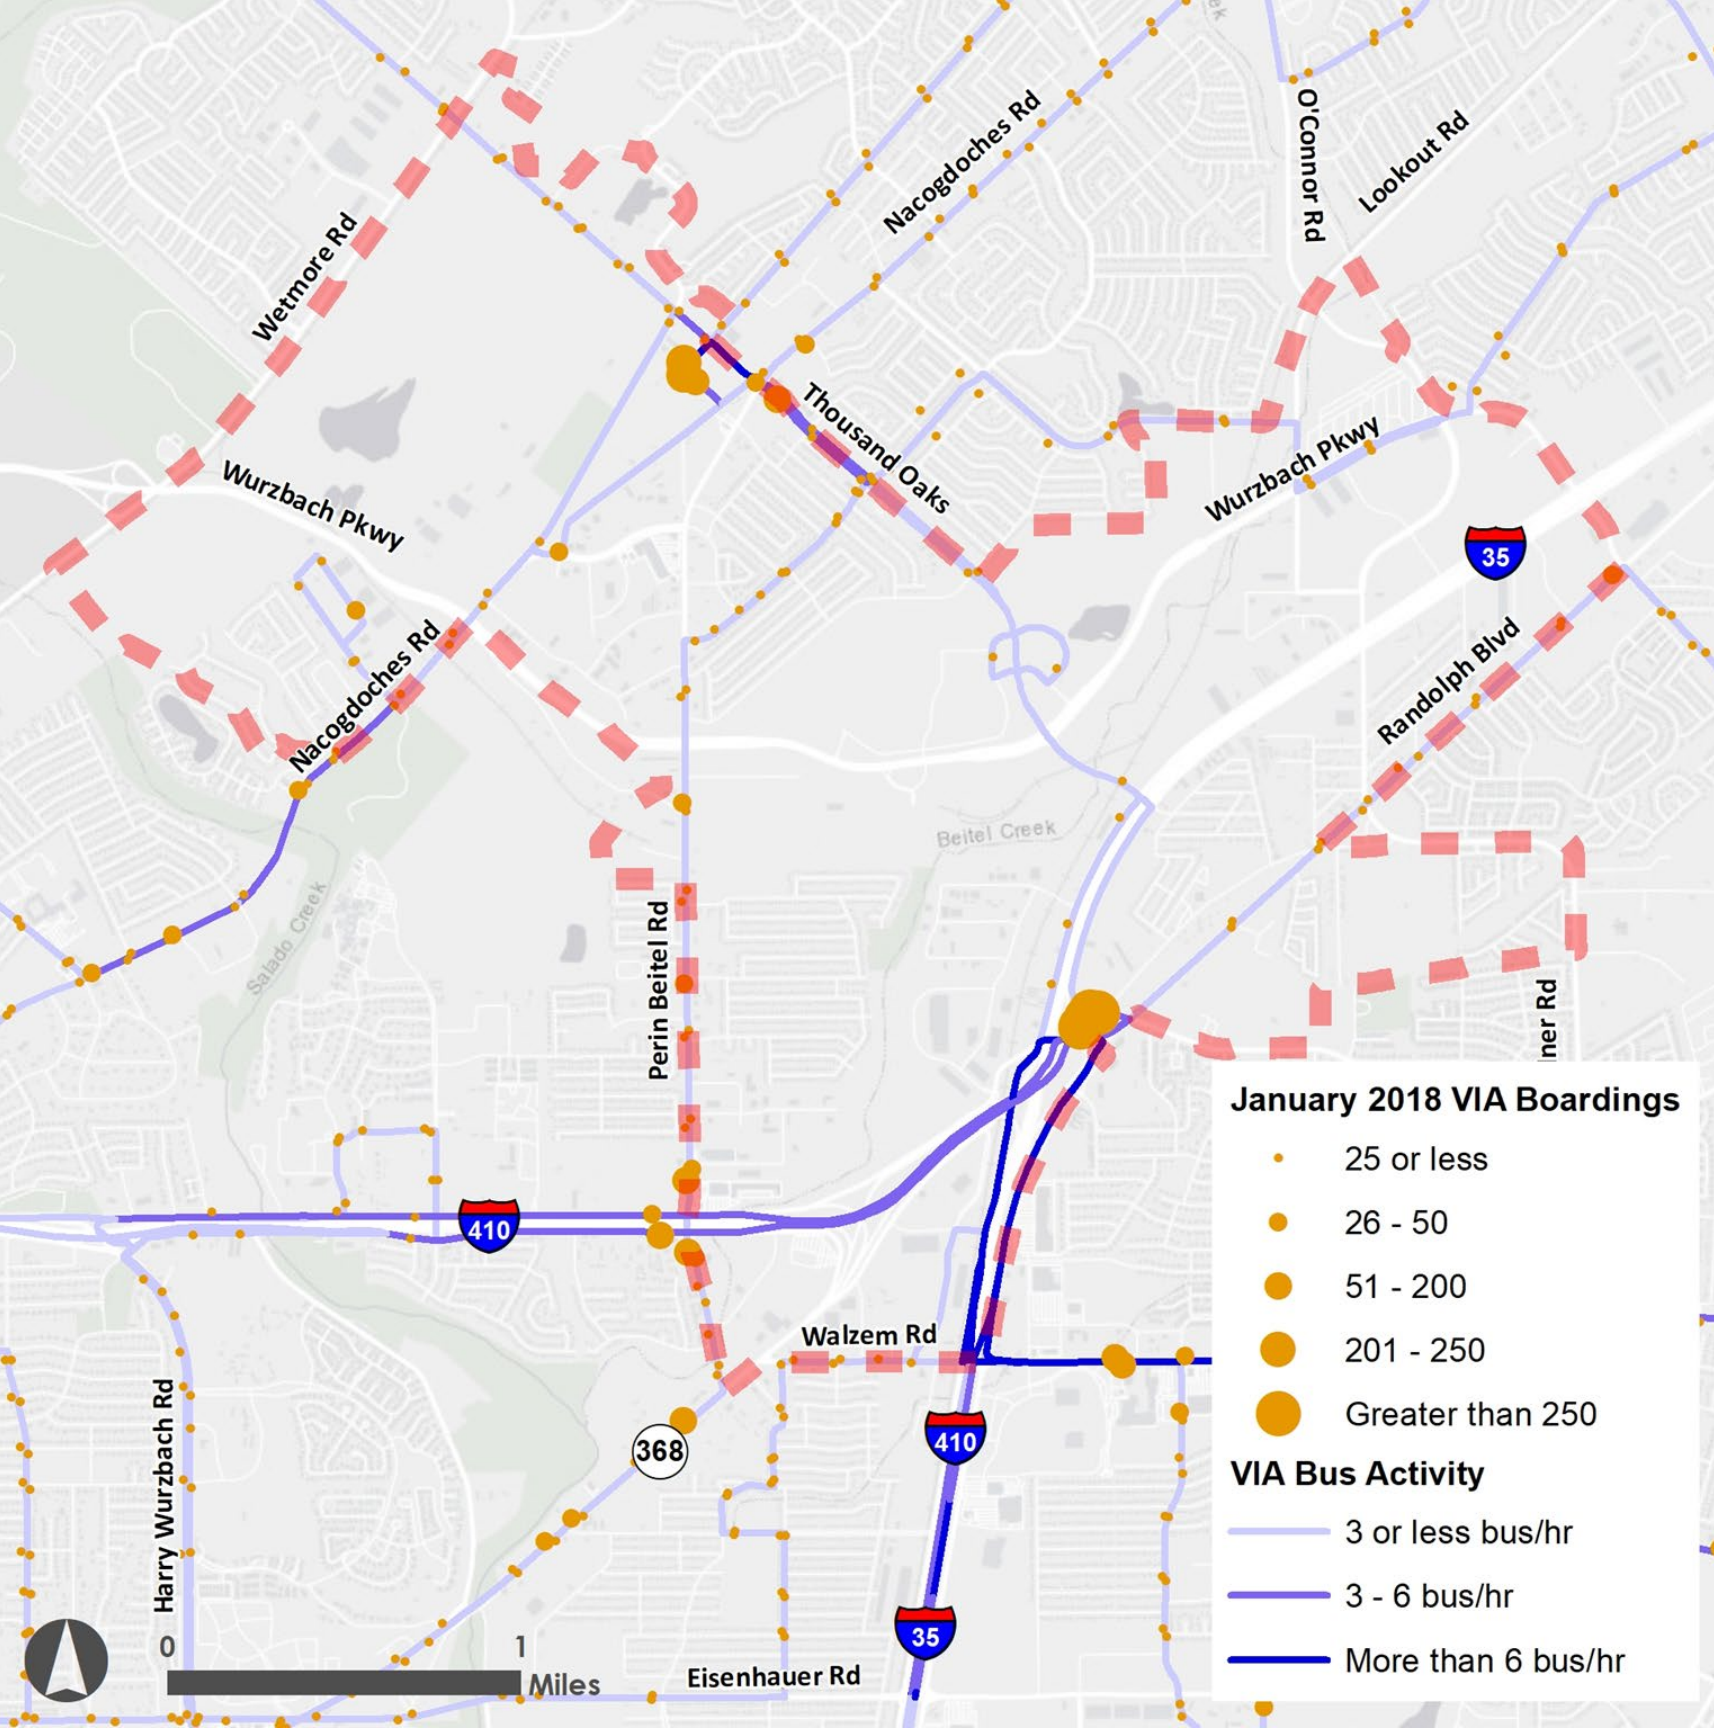 Nacogdoches Rd
O'Connor Rd
Lookout Rd
Wetmore Rd
Thousand Oaks
Wurzbach Pkwy
Wurzbach Pkwy
35
Nacogdoches Rd
Randolph Blvd
Beitel Creek
Salado Creek
Perin Beitel Rd
ner Rd
410
Walzem Rd
410
368
Harry Wurzbach Rd
35
Eisenhauer Rd
0 1
Miles
January 2018 VIA Boardings
25 or less
26 - 50
51 - 200
201 - 250
Greater than 250
VIA Bus Activity
3 or less bus/hr
3 - 6 bus/hr
More than 6 bus/hr